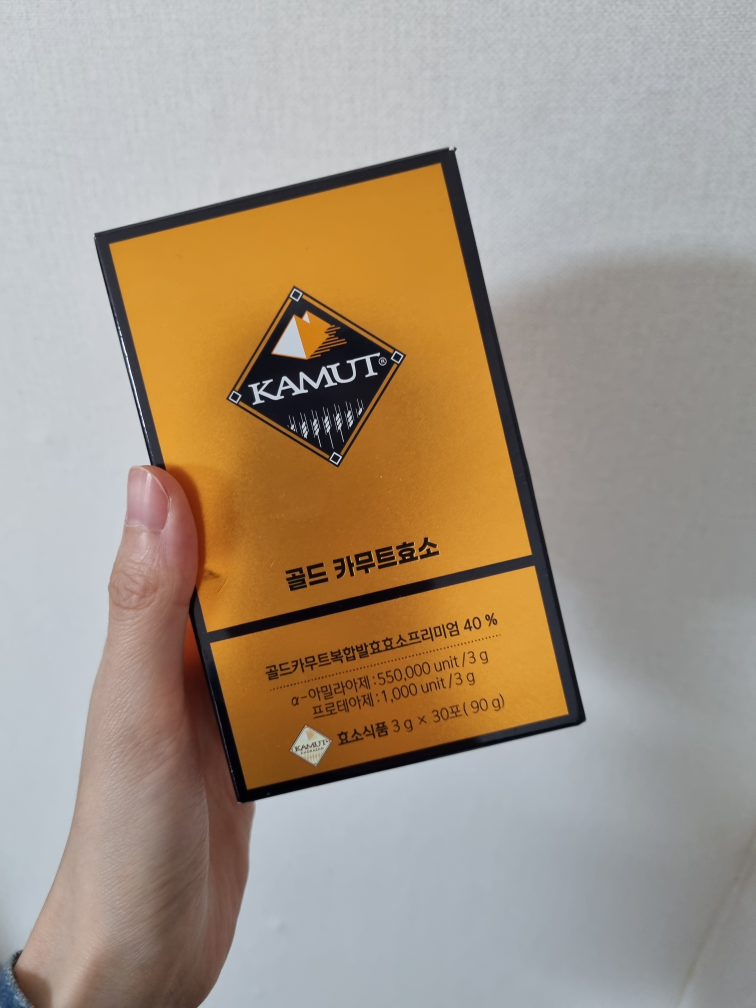 KAMUT®
골드 카무트효소
골드카무트복합발효효소프리미엄 40 %
α-아밀라아제 : 550,000 unit / 3 g
프로테아제 : 1,000 unit / 3 g
KAMUT
효소식품 3 g × 30포( 90 g)